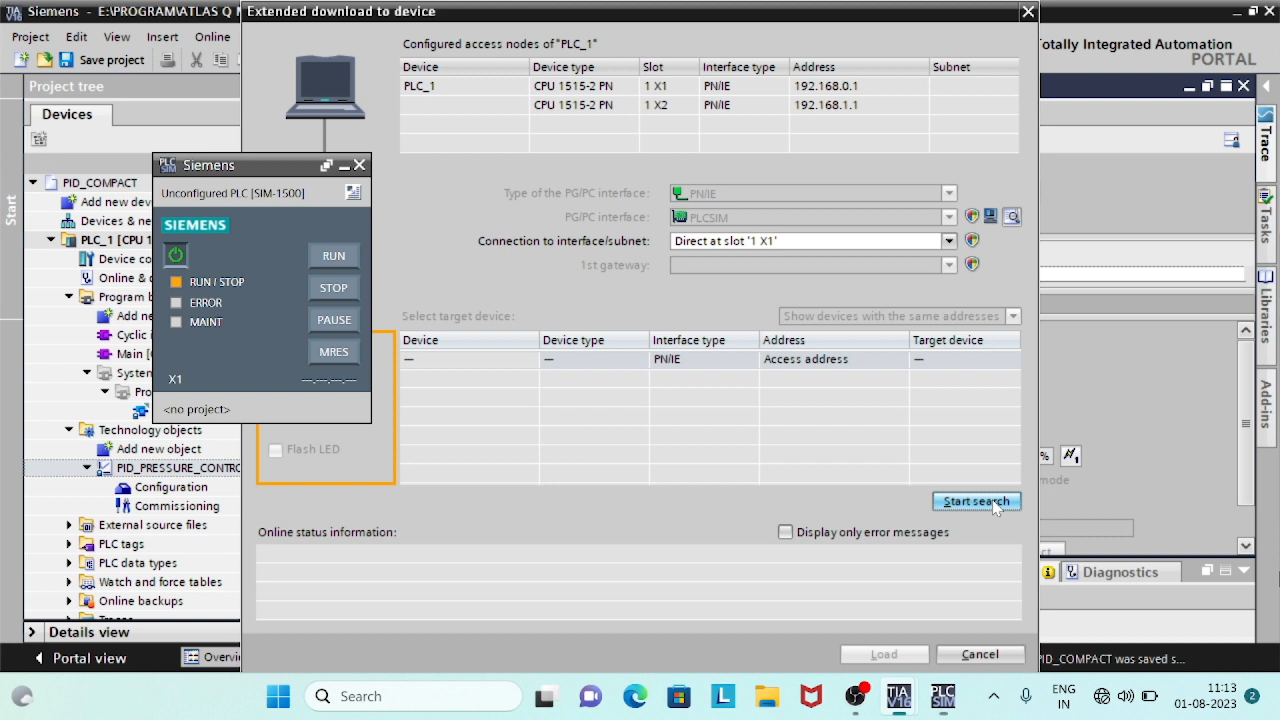 Siemens - E:\PROGRAM\ATLAS Q M
Extended download to device
Project Edit View Insert Online
Save project
Totally Integrated Automation
PORTAL
Project tree
Devices
Start
PID_COMPACT
Add new dev
Devices & ne
PLC_1 [CPU 1
Device co
Online & d
Program b
Add ne
Cyclic i
Main [
System
Pro
Technology objects
Add new object
PID_PRESSURE_CONTRO
Configuration
Commissioning
External source files
PLC tags
PLC data types
Watch and force tables
Online backups
Details view
Portal view
Overvi
PLC SIM Siemens
Unconfigured PLC [SIM-1500]
SIEMENS
RUN / STOP
ERROR
MAINT
RUN
STOP
PAUSE
MRES
X1 ---.---.---.---
<no project>
Flash LED
Configured access nodes of "PLC_1"
Device Device type Slot Interface type Address Subnet
PLC_1 CPU 1515-2 PN 1 X1 PN/IE 192.168.0.1
CPU 1515-2 PN 1 X2 PN/IE 192.168.1.1
Type of the PG/PC interface: PN/IE
PG/PC interface: PLCSIM
Connection to interface/subnet: Direct at slot '1 X1'
1st gateway:
Select target device: Show devices with the same addresses
Device Device type Interface type Address Target device
— — PN/IE Access address —
Start search
Online status information:
Display only error messages
Load
Cancel
Trace
Tasks
Libraries
Add-ins
%
mode
Diagnostics
PID_COMPACT was saved s...
Search
TIA V16
PLC SIM
ENG
IN
11:13
01-08-2023
2